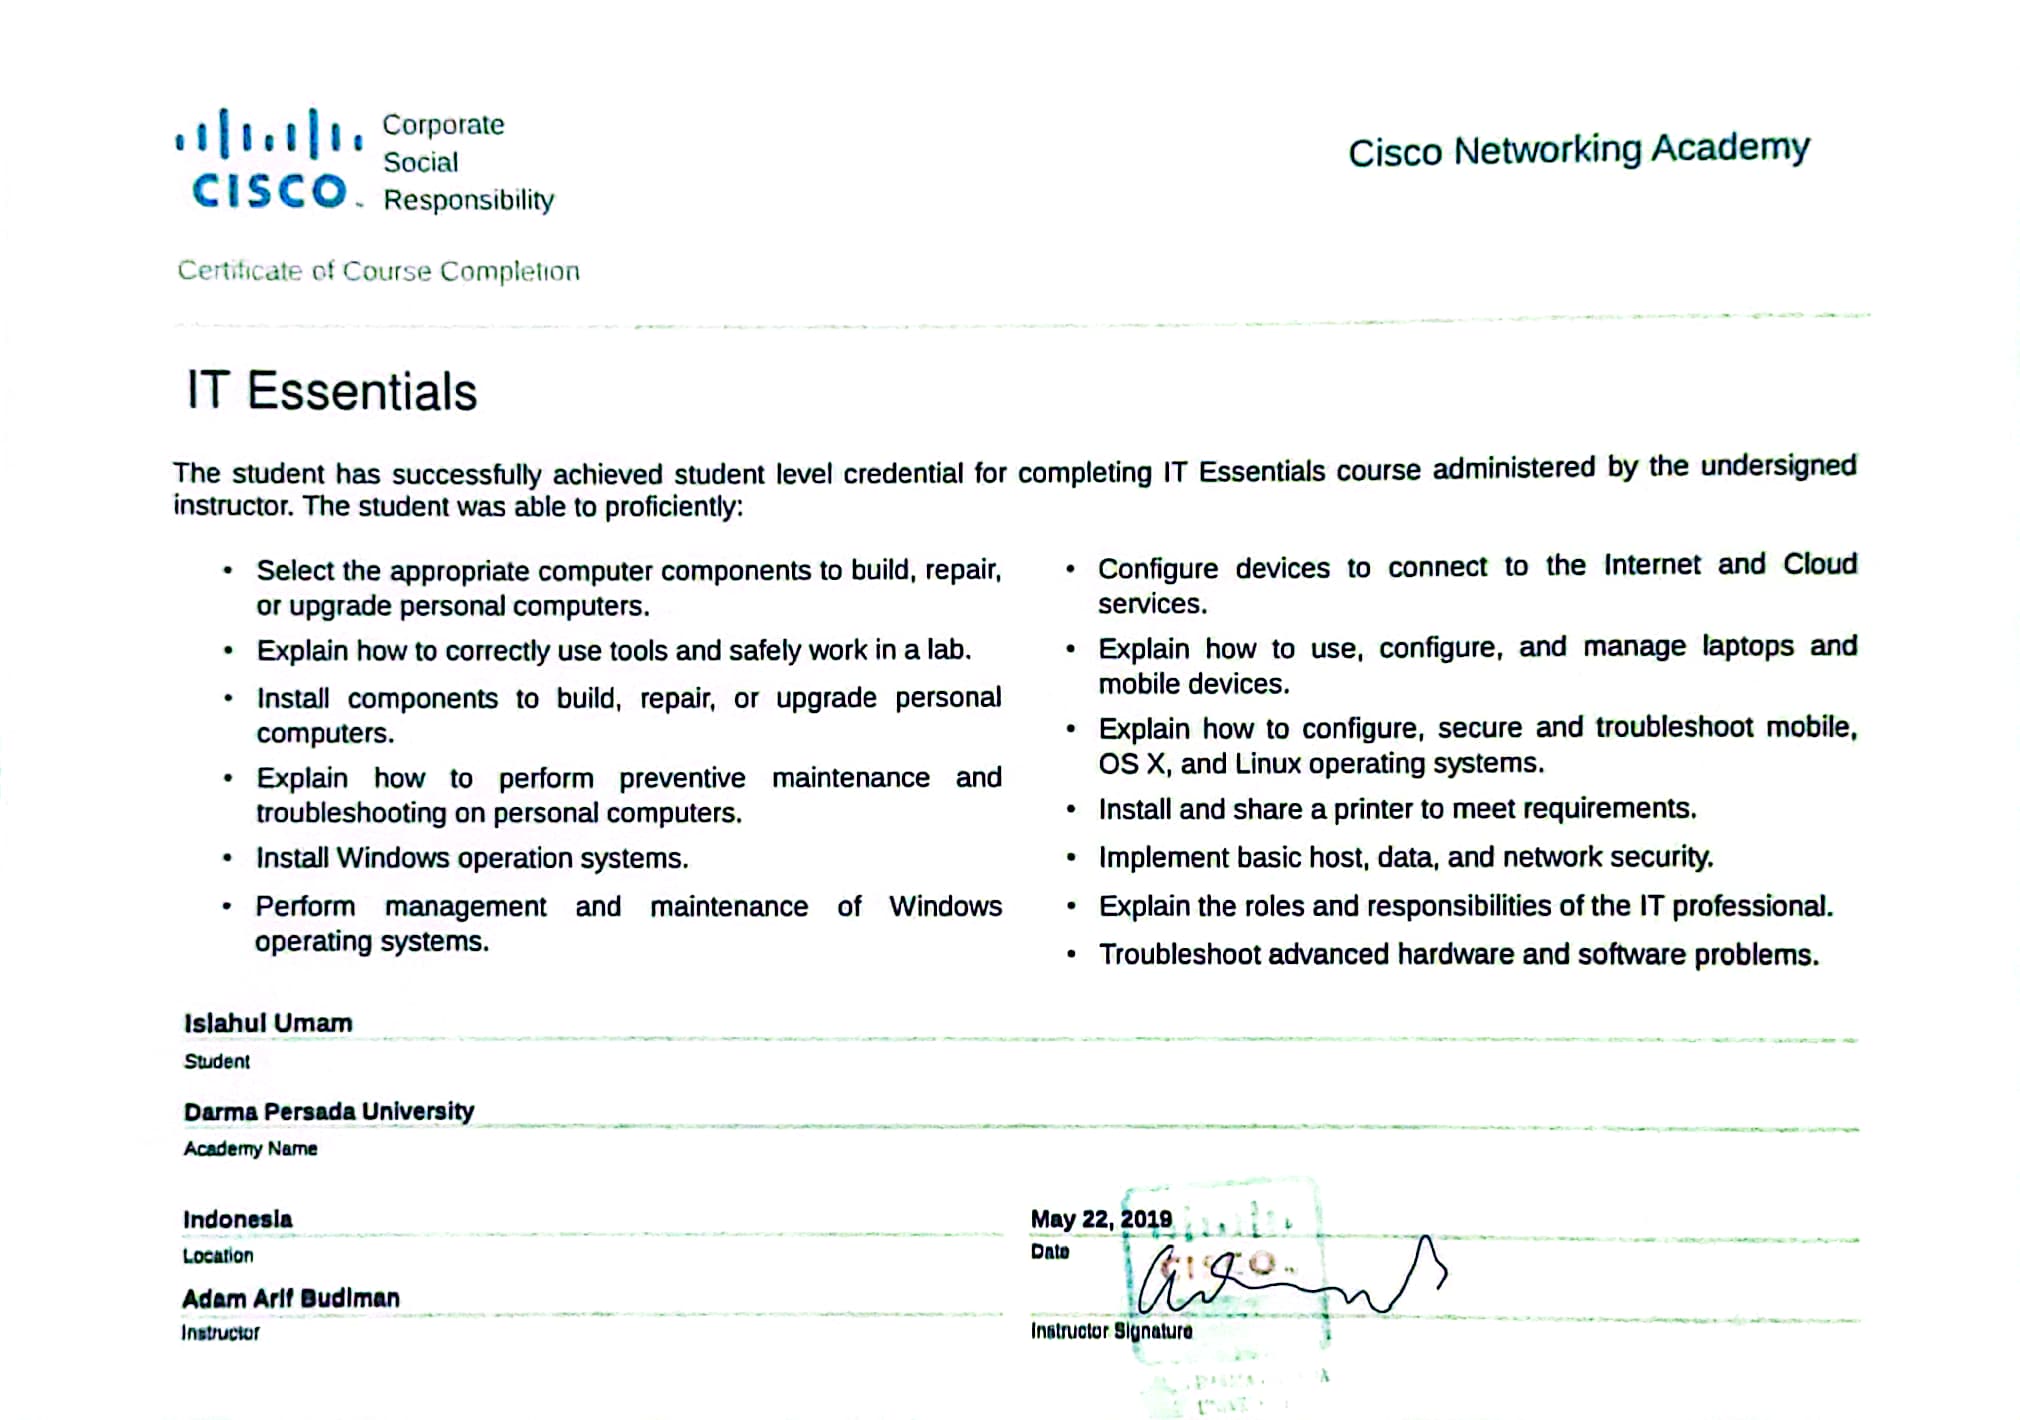 Corporate
Social
Responsibility
CISCO
Cisco Networking Academy
Certificate of Course Completion
IT Essentials
The student has successfully achieved student level credential for completing IT Essentials course administered by the undersigned
instructor. The student was able to proficiently:
• Select the appropriate computer components to build, repair,
or upgrade personal computers.
• Explain how to correctly use tools and safely work in a lab.
• Install components to build, repair, or upgrade personal
computers.
• Explain how to perform preventive maintenance and
troubleshooting on personal computers.
• Install Windows operation systems.
• Perform management and maintenance of Windows
operating systems.
• Configure devices to connect to the Internet and Cloud
services.
• Explain how to use, configure, and manage laptops and
mobile devices.
• Explain how to configure, secure and troubleshoot mobile,
OS X, and Linux operating systems.
• Install and share a printer to meet requirements.
• Implement basic host, data, and network security.
• Explain the roles and responsibilities of the IT professional.
• Troubleshoot advanced hardware and software problems.
Islahul Umam
Student
Darma Persada University
Academy Name
Indonesia
Location
May 22, 2019
Date
CISCO
Adam Arif Budiman
Instructor
Instructor Signature